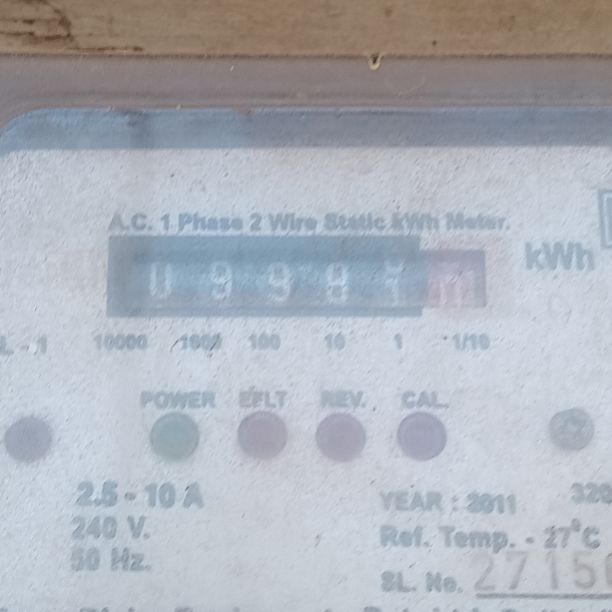 A.C. 1 Phase 2 Wire Static kWh Meter.
kWh
0 9 9 8
10000 1000 100 10 1 1/10
POWER EFLT REV. CAL.
2.5 - 10 A
240 V.
50 Hz.
YEAR : 2011
Ref. Temp. - 27°C
SL. No. 2715